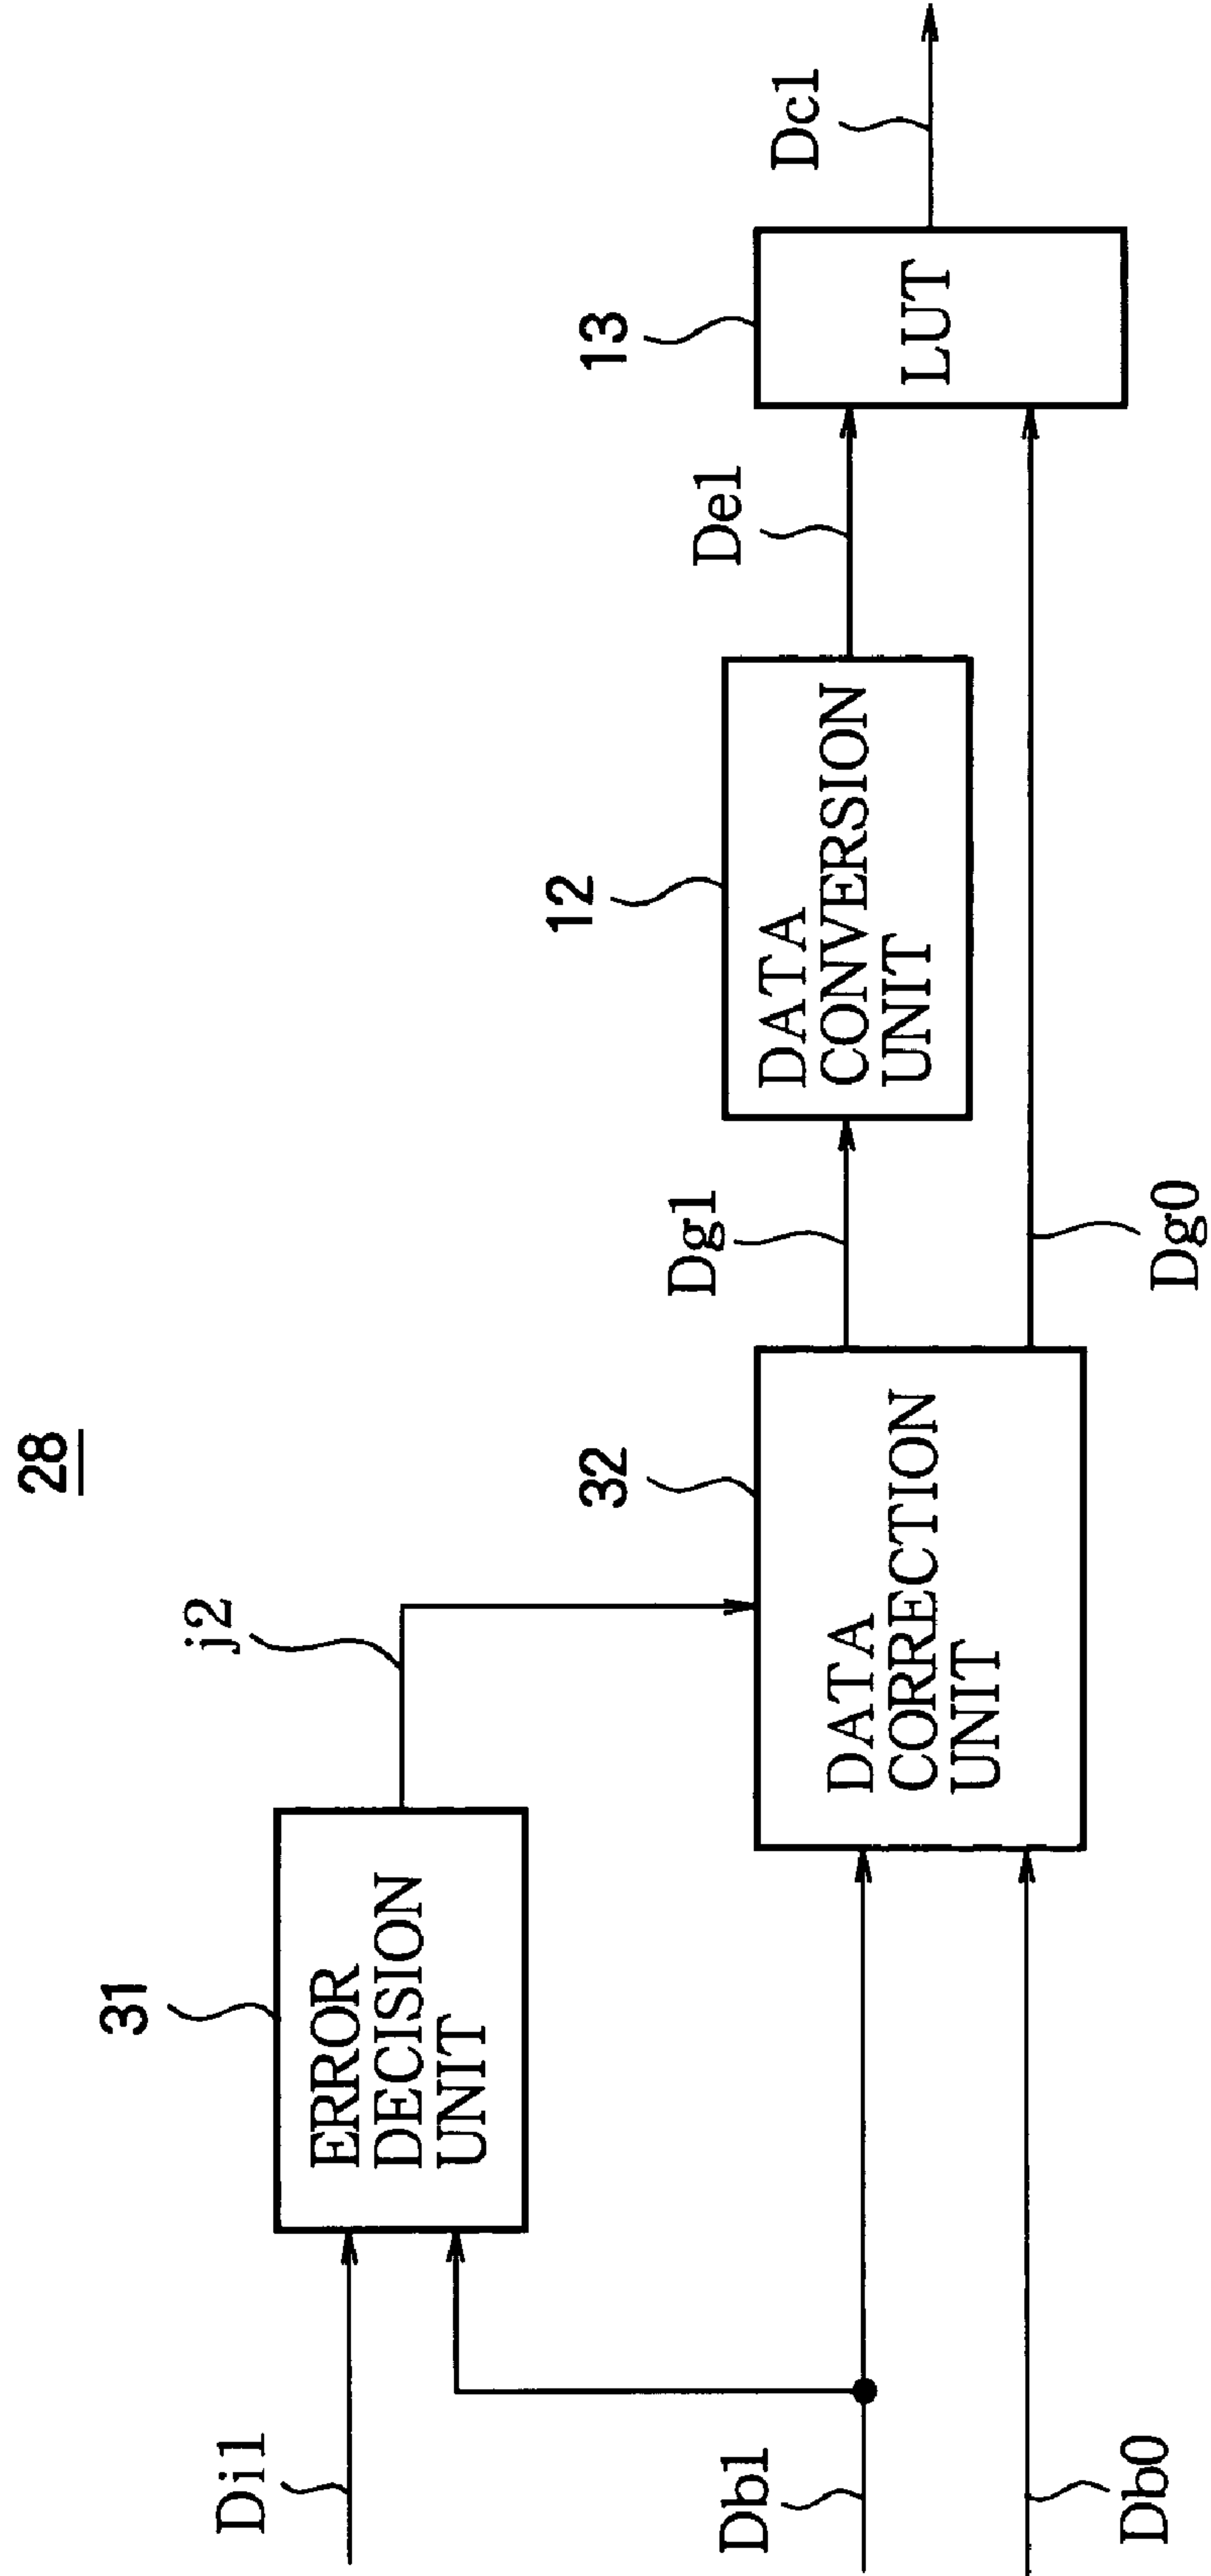 28
Di1
31
ERROR
DECISION
UNIT
j2
Db1
Db0
32
DATA
CORRECTION
UNIT
Dg1
Dg0
12
DATA
CONVERSION
UNIT
De1
13
LUT
Dc1